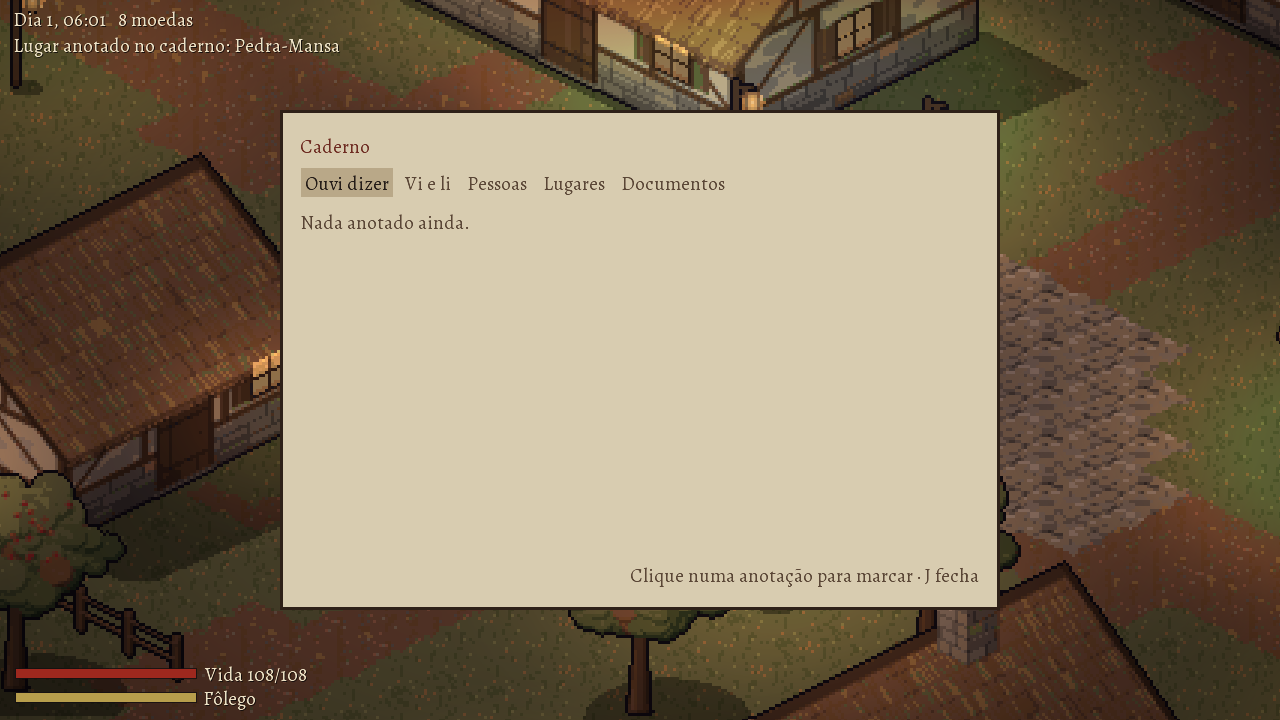 Dia 1, 06:01 8 moedas
Lugar anotado no caderno: Pedra-Mansa
Caderno
Ouvi dizer Vi e li Pessoas Lugares Documentos
Nada anotado ainda.
Clique numa anotação para marcar · J fecha
Vida 108/108
Fôlego